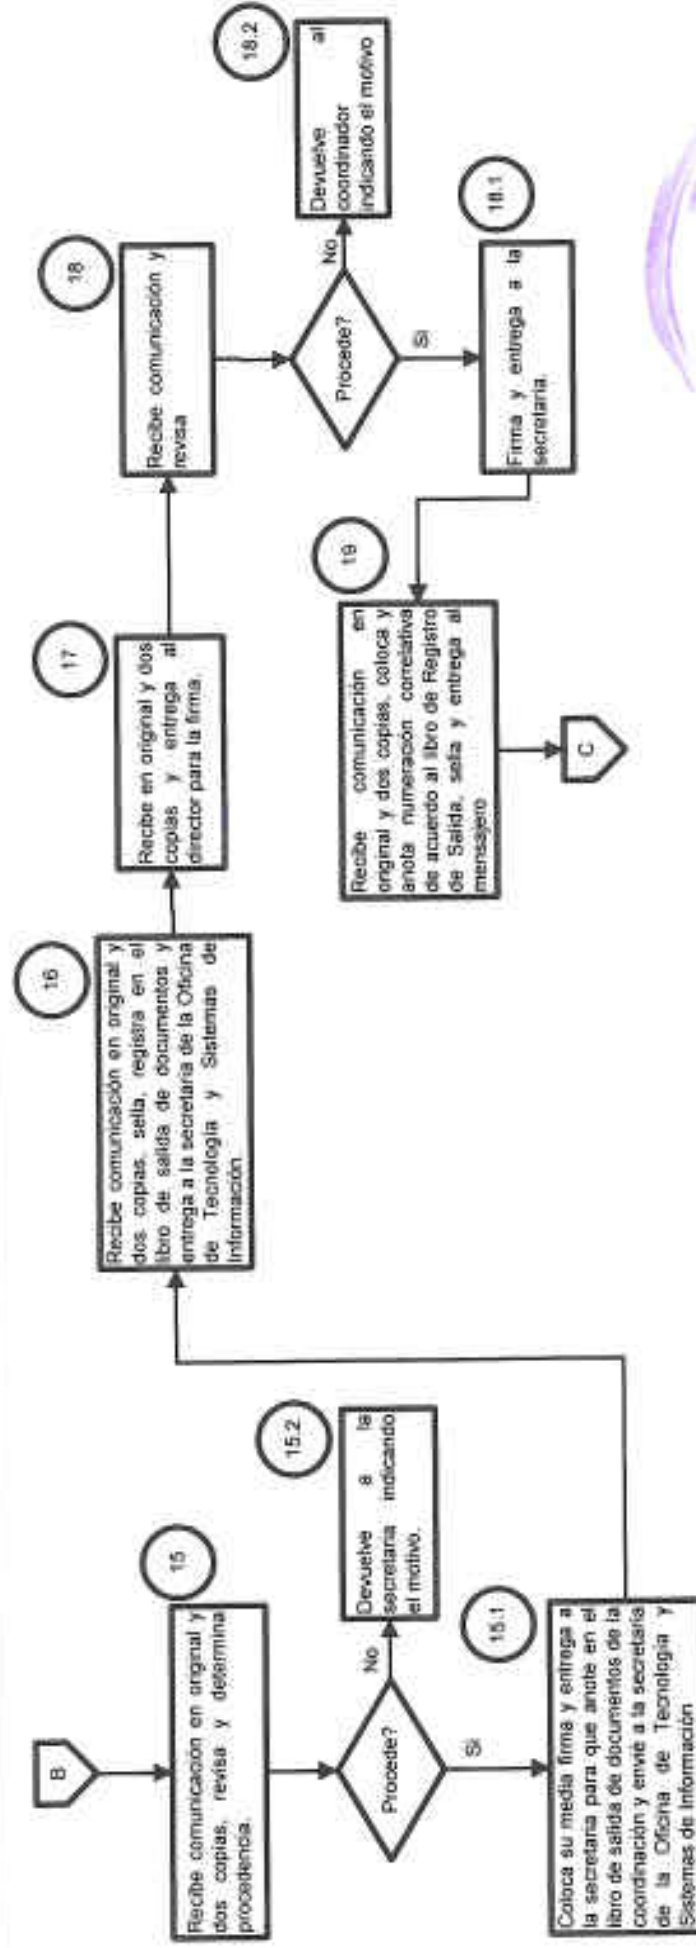 B
15
Recibe comunicación en original y
dos copias, revisa y determina
procedencia.
Procede?
No
15.2
Devuelve a la
secretaria indicando
el motivo.
Si
15.1
Coloca su media firma y entrega a
la secretaria para que anote en el
libro de salida de documentos de la
coordinación y envié a la secretaria
de la Oficina de Tecnología y
Sistemas de Información
16
Recibe comunicación en original y
dos copias, sella, registra en el
libro de salida de documentos y
entrega a la secretaria de la Oficina
de Tecnología y Sistemas de
Información.
17
Recibe en original y dos
copias y entrega al
director para la firma.
18
Recibe comunicación y
revisa
Procede?
No
18.2
Devuelve al
coordinador
indicando el motivo
Si
18.1
Firma y entrega a la
secretaria.
19
Recibe comunicación en
original y dos copias, coloca y
anota numeración correlativa
de acuerdo al libro de Registro
de Salida, sella y entrega al
mensajero
C